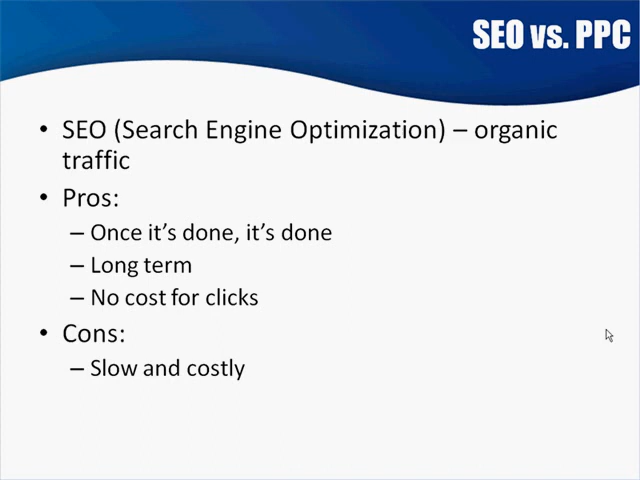 SEO vs. PPC
• SEO (Search Engine Optimization) – organic
traffic
• Pros:
– Once it’s done, it’s done
– Long term
– No cost for clicks
• Cons:
– Slow and costly